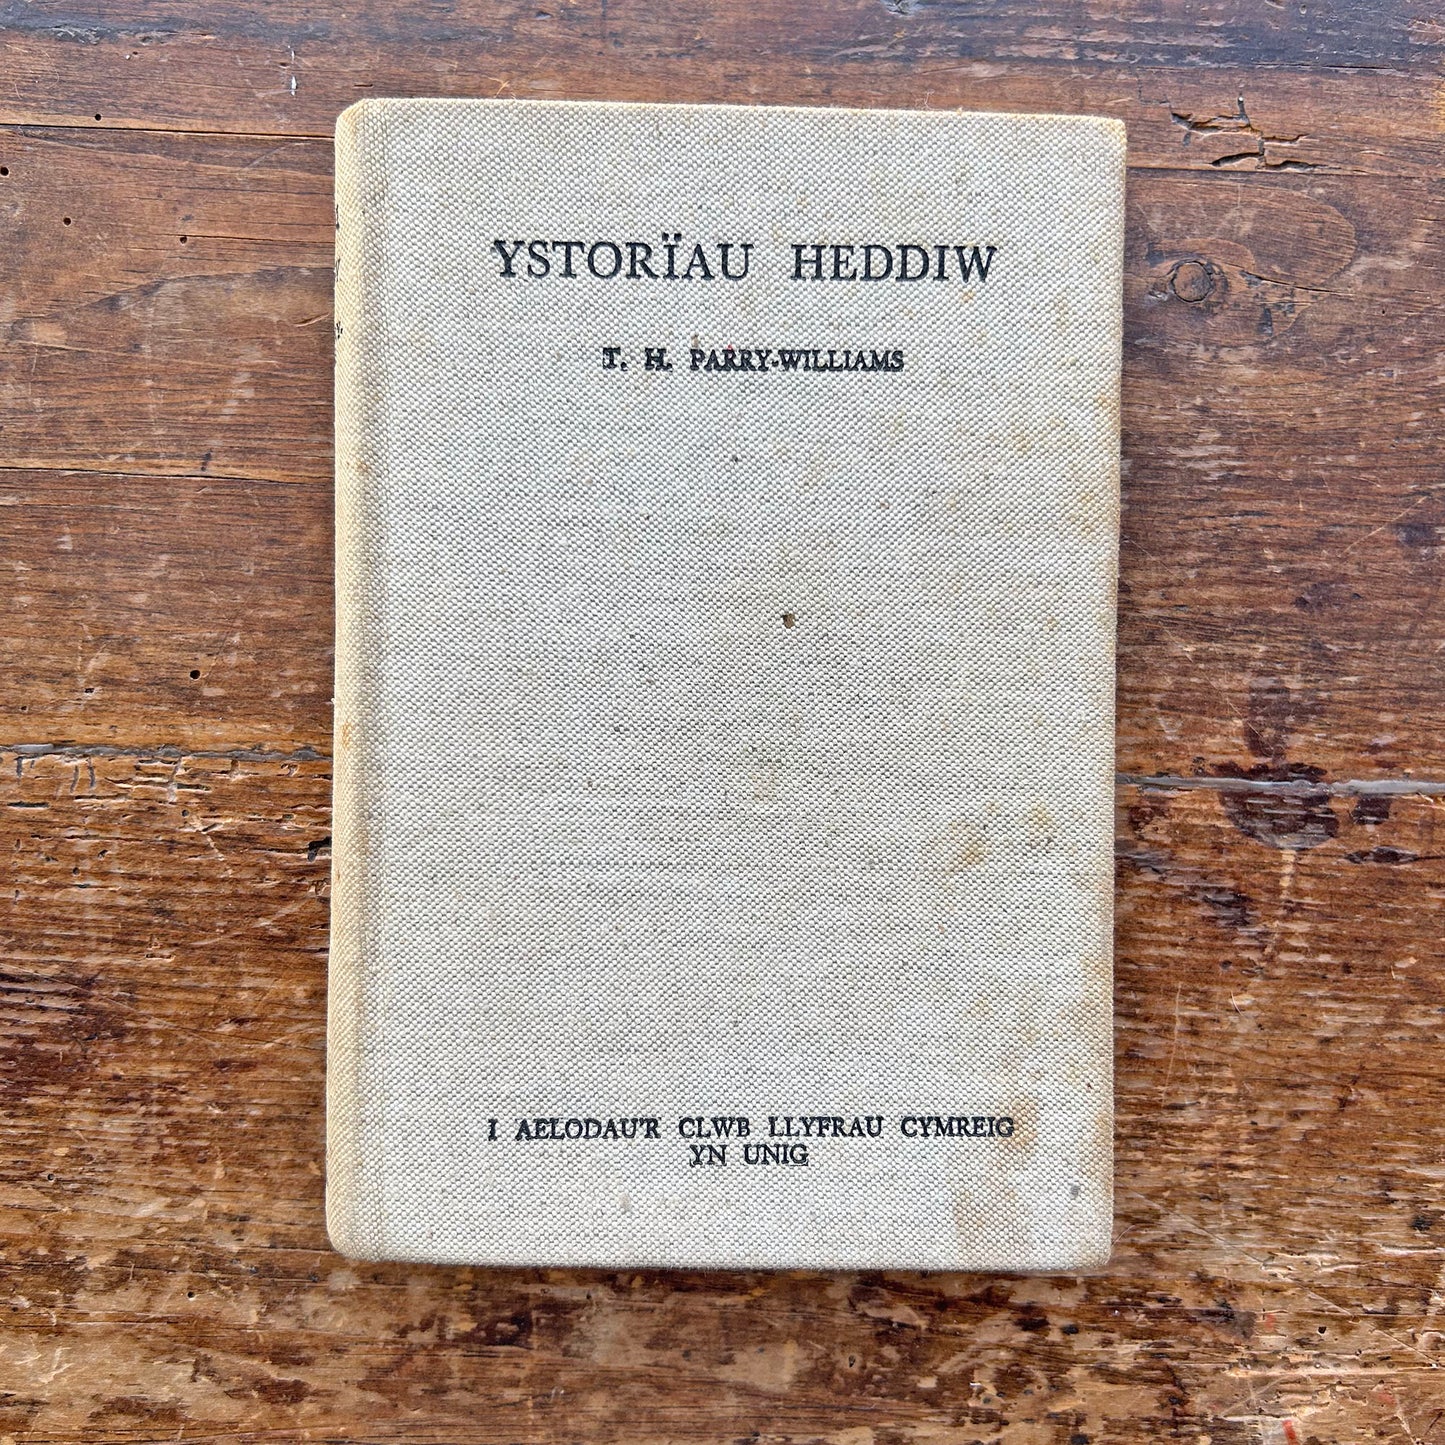 YSTORÏAU HEDDIW
T. H. PARRY-WILLIAMS
I AELODAU'R CLWB LLYFRAU CYMREIG
YN UNIG